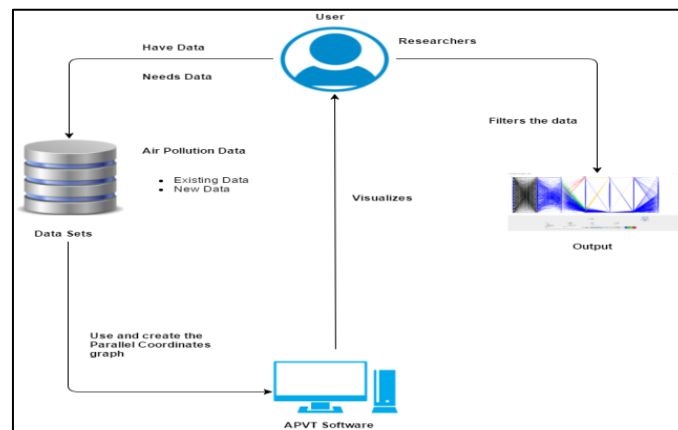 User
Have Data
Researchers
Needs Data
Filters the data
Air Pollution Data
• Existing Data
• New Data
Visualizes
Data Sets
Output
Use and create the
Parallel Coordinates
graph
APVT Software